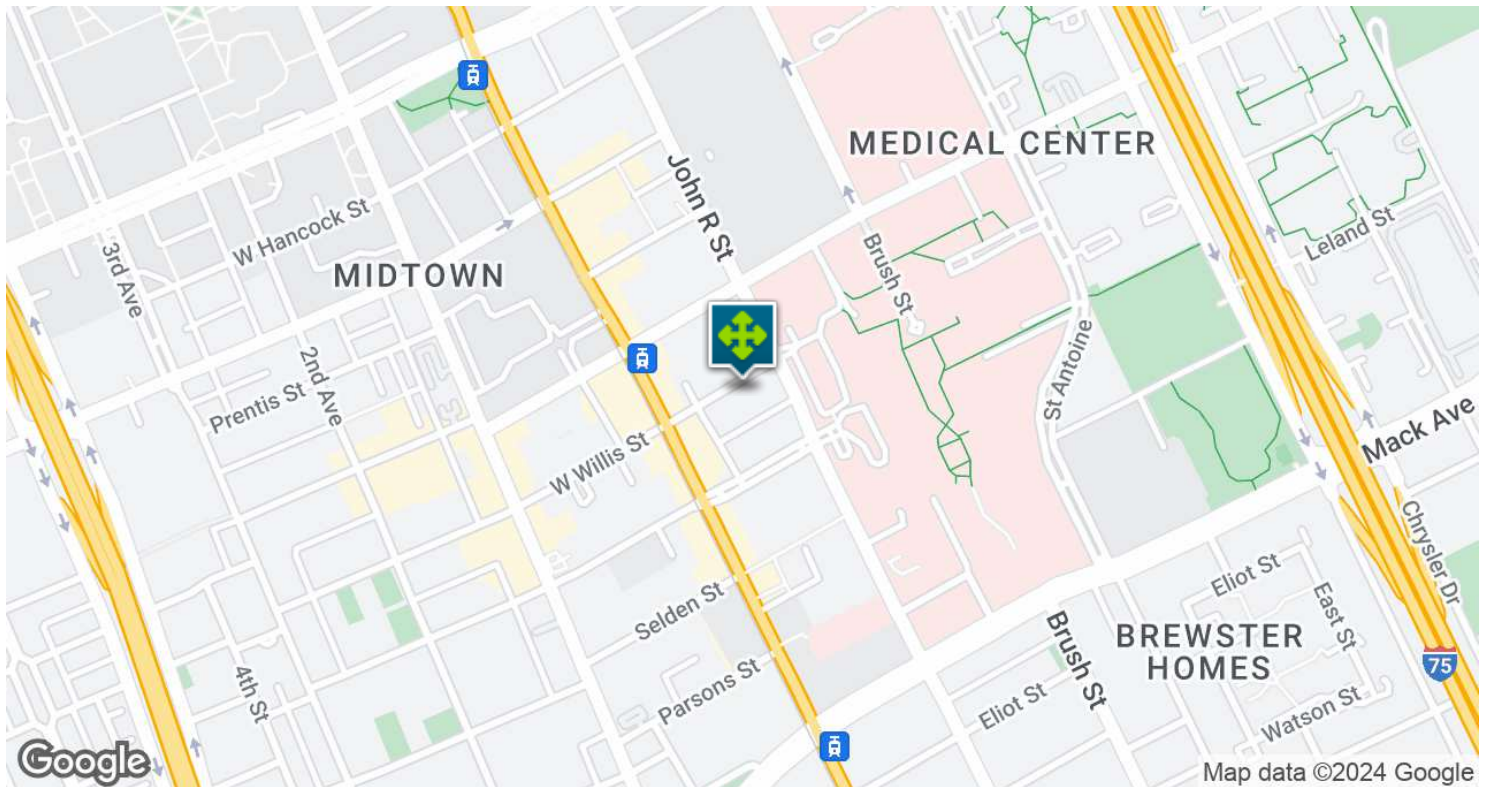 MEDICAL CENTER
John R St
W Hancock St
Brush St
Leland St
3rd Ave
MIDTOWN
2nd Ave
Prentis St
St Antoine
Mack Ave
W Willis St
Chrysler Dr
Eliot St
East St
Selden St
Brush St
BREWSTER
HOMES
75
4th St
Parsons St
Eliot St
Watson St
Google
Map data ©2024 Google